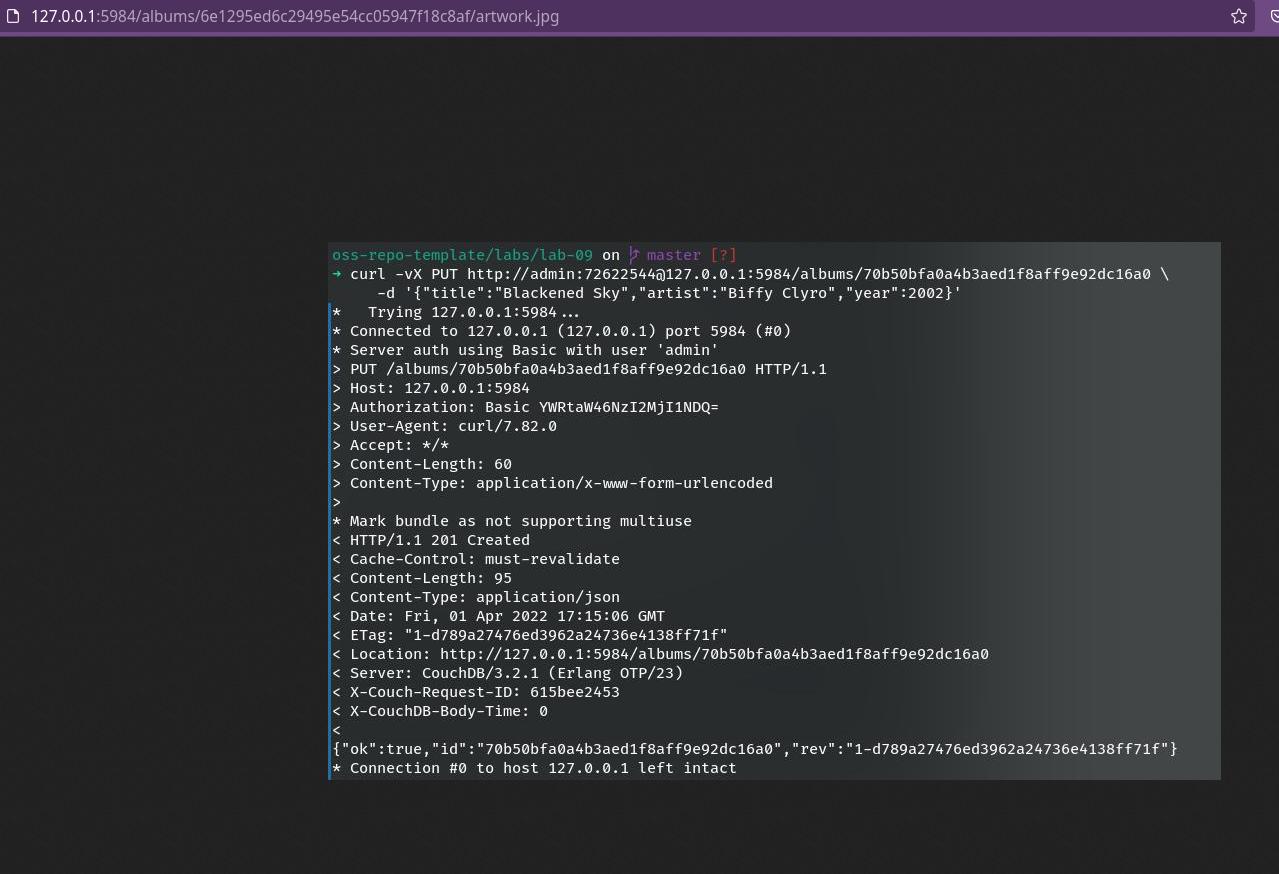 127.0.0.1:5984/albums/6e1295ed6c29495e54cc05947f18c8af/artwork.jpg
oss-repo-template/labs/lab-09 on master [?]
➜ curl -vX PUT http://admin:72622544@127.0.0.1:5984/albums/70b50bfa0a4b3aed1f8aff9e92dc16a0 \
     -d '{"title":"Blackened Sky","artist":"Biffy Clyro","year":2002}'
*   Trying 127.0.0.1:5984...
* Connected to 127.0.0.1 (127.0.0.1) port 5984 (#0)
* Server auth using Basic with user 'admin'
> PUT /albums/70b50bfa0a4b3aed1f8aff9e92dc16a0 HTTP/1.1
> Host: 127.0.0.1:5984
> Authorization: Basic YWRtaW46NzI2MjI1NDQ=
> User-Agent: curl/7.82.0
> Accept: */*
> Content-Length: 60
> Content-Type: application/x-www-form-urlencoded
>
* Mark bundle as not supporting multiuse
< HTTP/1.1 201 Created
< Cache-Control: must-revalidate
< Content-Length: 95
< Content-Type: application/json
< Date: Fri, 01 Apr 2022 17:15:06 GMT
< ETag: "1-d789a27476ed3962a24736e4138ff71f"
< Location: http://127.0.0.1:5984/albums/70b50bfa0a4b3aed1f8aff9e92dc16a0
< Server: CouchDB/3.2.1 (Erlang OTP/23)
< X-Couch-Request-ID: 615bee2453
< X-CouchDB-Body-Time: 0
<
{"ok":true,"id":"70b50bfa0a4b3aed1f8aff9e92dc16a0","rev":"1-d789a27476ed3962a24736e4138ff71f"}
* Connection #0 to host 127.0.0.1 left intact